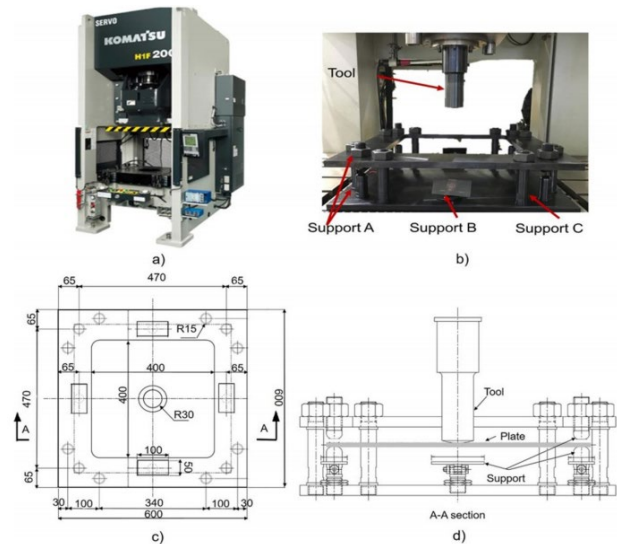 SERVO
KOMATSU
H1F 200
a)
Tool
Support A
Support B
Support C
b)
470
65
65
65
R15
65
65
400
470
400
600
R30
A
A
100
50
65
30
100
340
100
30
600
c)
Tool
Plate
Support
A-A section
d)